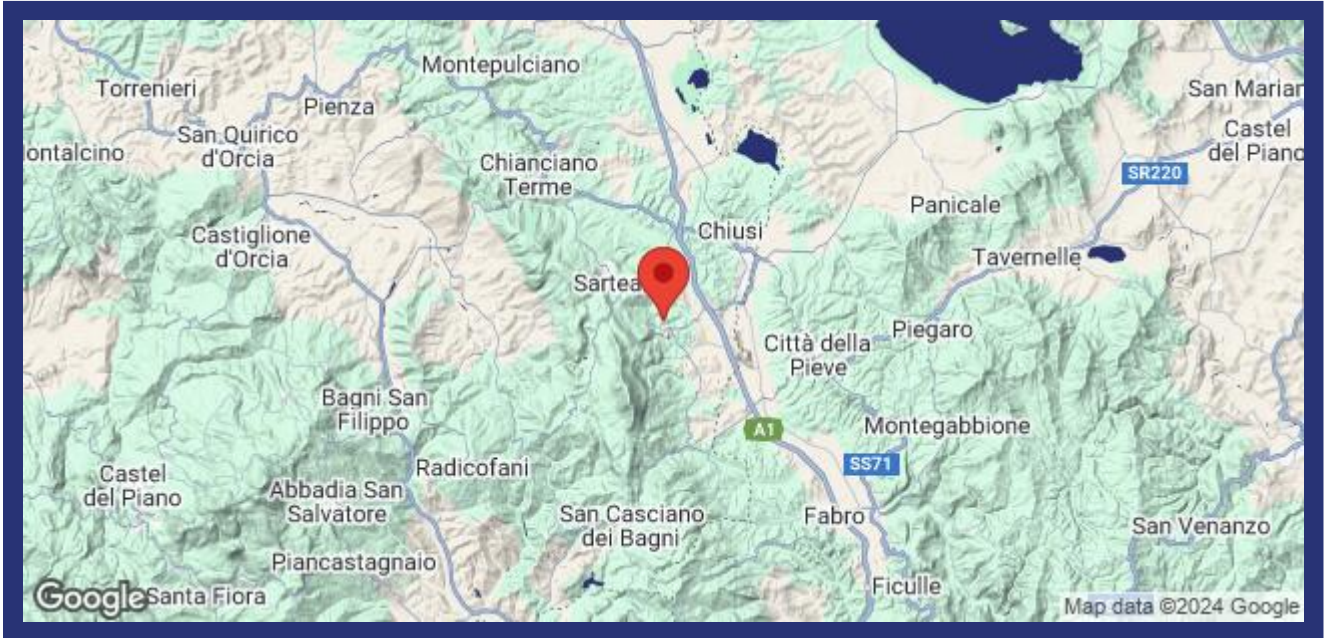 Montepulciano
Torrenieri
Pienza
San Marian
San Quirico
d'Orcia
Castel
del Piano
ontalcino
Chianciano
Terme
SR220
Panicale
Castiglione
d'Orcia
Chiusi
Tavernelle
Sartea
Città della
Pieve
Piegaro
Bagni San
Filippo
A1
Montegabbione
SS71
Castel
del Piano
Radicofani
Abbadia San
Salvatore
San Casciano
dei Bagni
Fabro
San Venanzo
Piancastagnaio
Ficulle
Google
Santa Fiora
Map data ©2024 Google